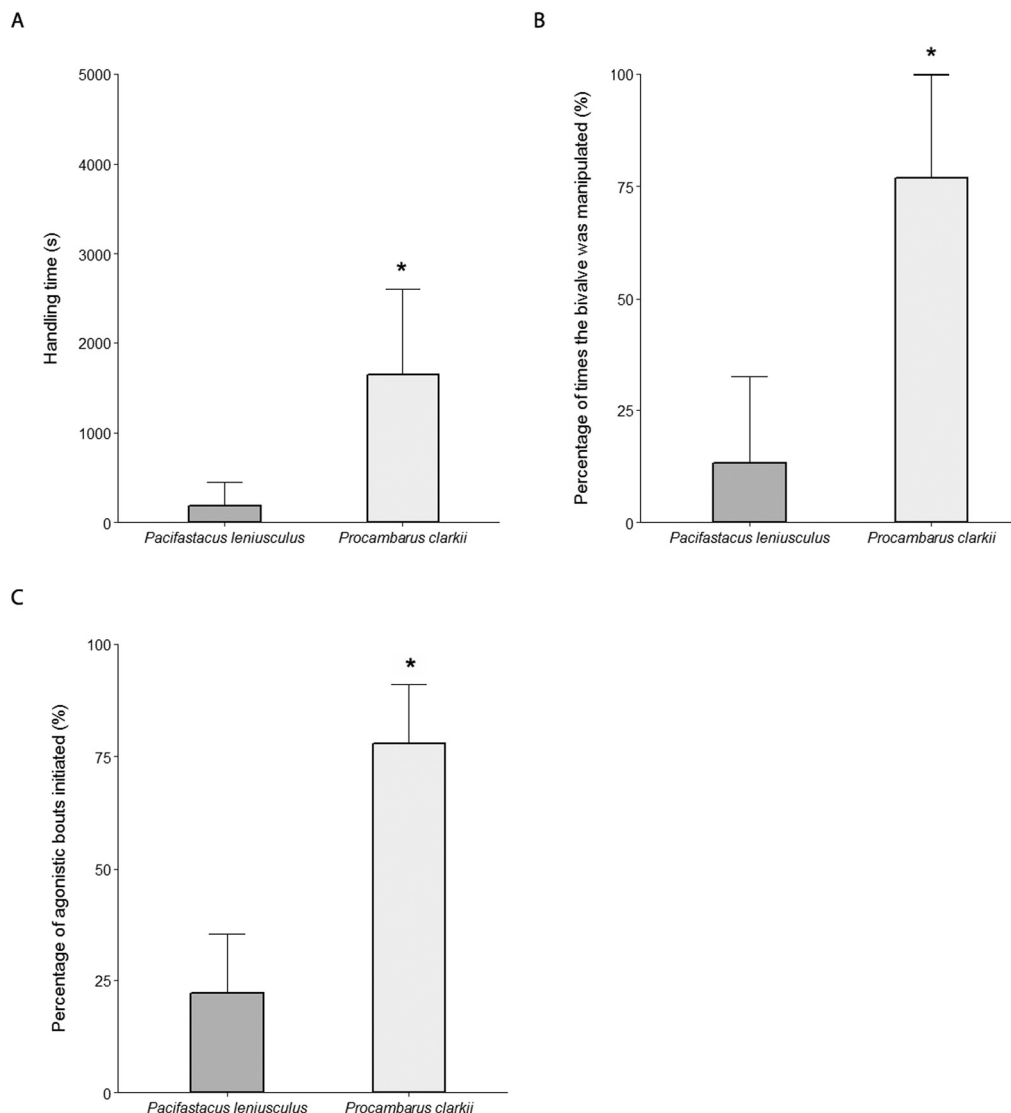 A
Handling time (s)
5000
4000
3000
2000
1000
0
*
Pacifastacus leniusculus Procambarus clarkii
B
Percentage of times the bivalve was manipulated (%)
100
75
50
25
0
*
Pacifastacus leniusculus Procambarus clarkii
C
Percentage of agonistic bouts initiated (%)
100
75
50
25
0
*
Pacifastacus leniusculus Procambarus clarkii